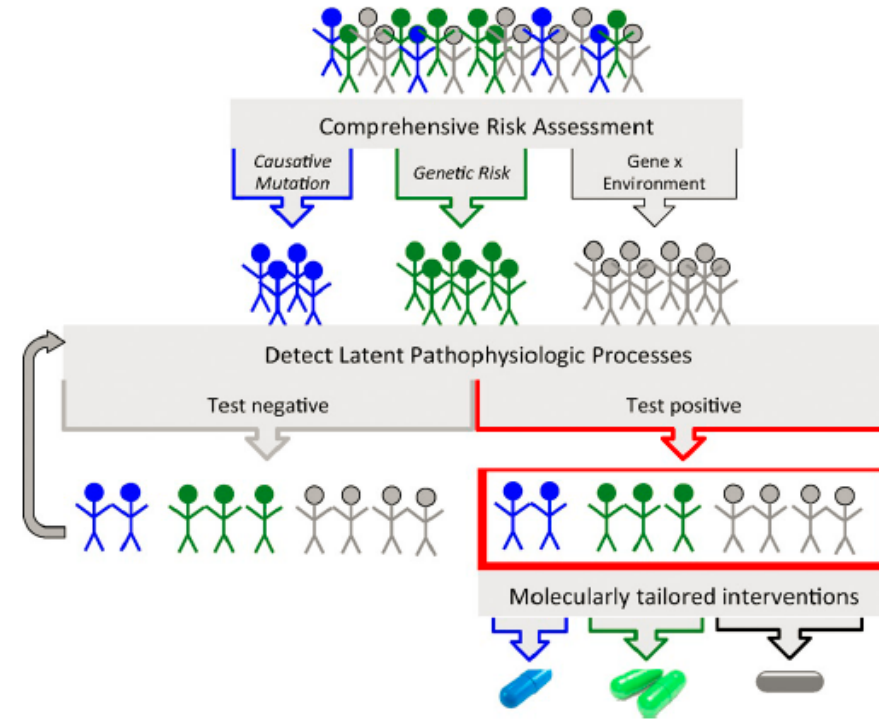 Comprehensive Risk Assessment
Causative
Mutation
Genetic Risk
Gene x
Environment
Detect Latent Pathophysiologic Processes
Test negative
Test positive
Molecularly tailored interventions